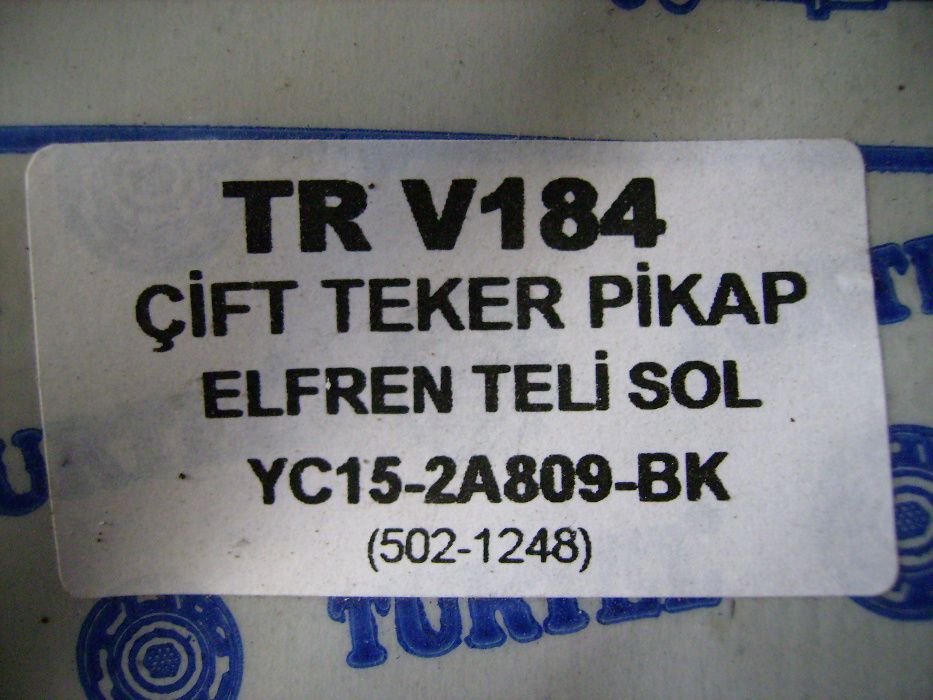 TR V184
ÇİFT TEKER PİKAP
ELFREN TELİ SOL
YC15-2A809-BK
(502-1248)